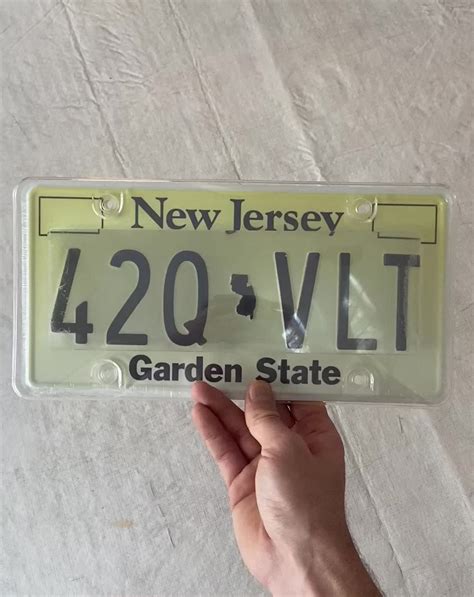 New Jersey
42Q VLT
Garden State